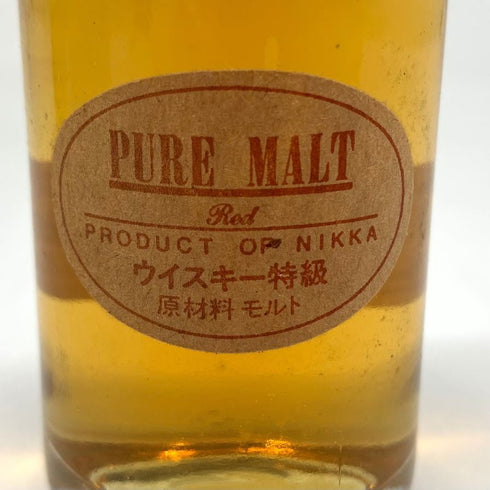 PURE MALT
Red
PRODUCT OF NIKKA
ウイスキー特級
原材料 モルト